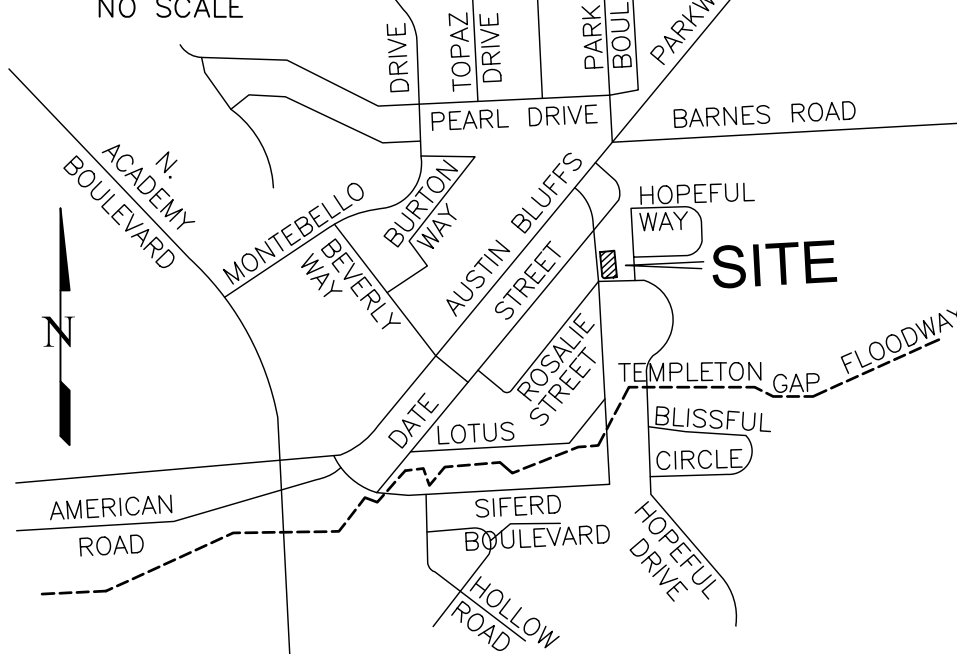 NO SCALE
DRIVE
TOPAZ
DRIVE
PARK
BOUL
PARKW
PEARL DRIVE
BARNES ROAD
N.
ACADEMY
BOULEVARD
MONTEBELLO
BURTON
WAY
BEVERLY
WAY
AUSTIN BLUFFS
STREET
HOPEFUL
WAY
SITE
N
ROSALIE
STREET
TEMPLETON GAP FLOODWAY
DATE
LOTUS
BLISSFUL
CIRCLE
AMERICAN
ROAD
SIFERD
BOULEVARD
HOPEFUL
DRIVE
HOLLOW
ROAD